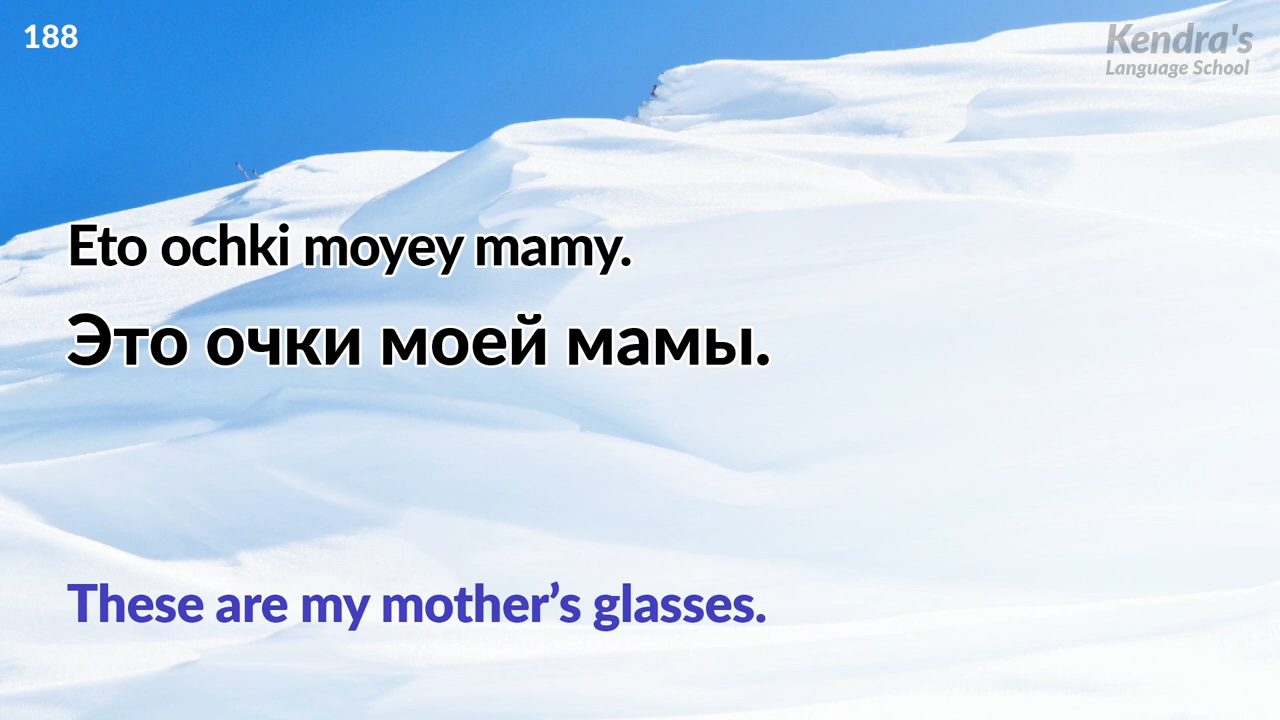 188
Kendra's
Language School
Eto ochki moyey mamy.
Это очки моей мамы.
These are my mother’s glasses.